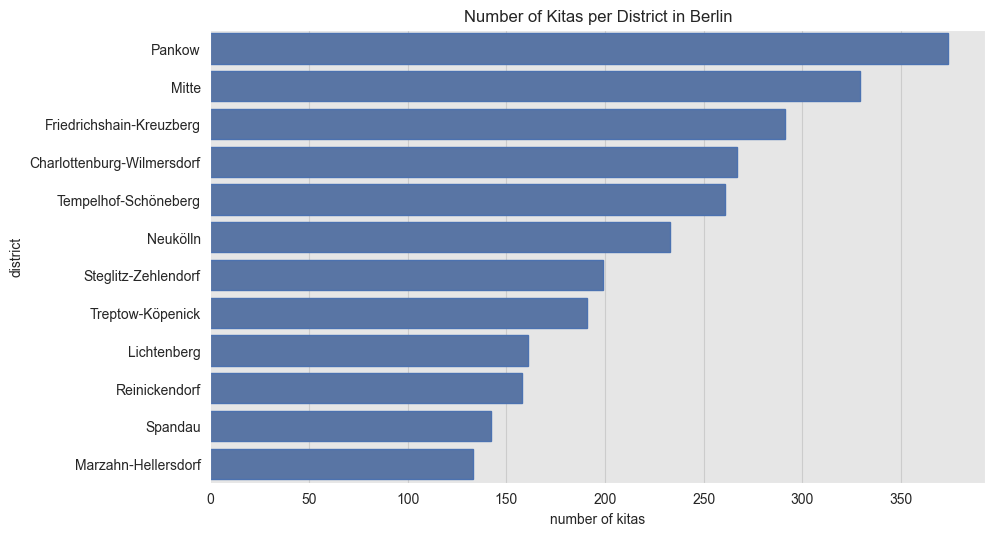 Number of Kitas per District in Berlin
Pankow
Mitte
Friedrichshain-Kreuzberg
Charlottenburg-Wilmersdorf
Tempelhof-Schöneberg
Neukölln
Steglitz-Zehlendorf
Treptow-Köpenick
Lichtenberg
Reinickendorf
Spandau
Marzahn-Hellersdorf
district
0 50 100 150 200 250 300 350
number of kitas